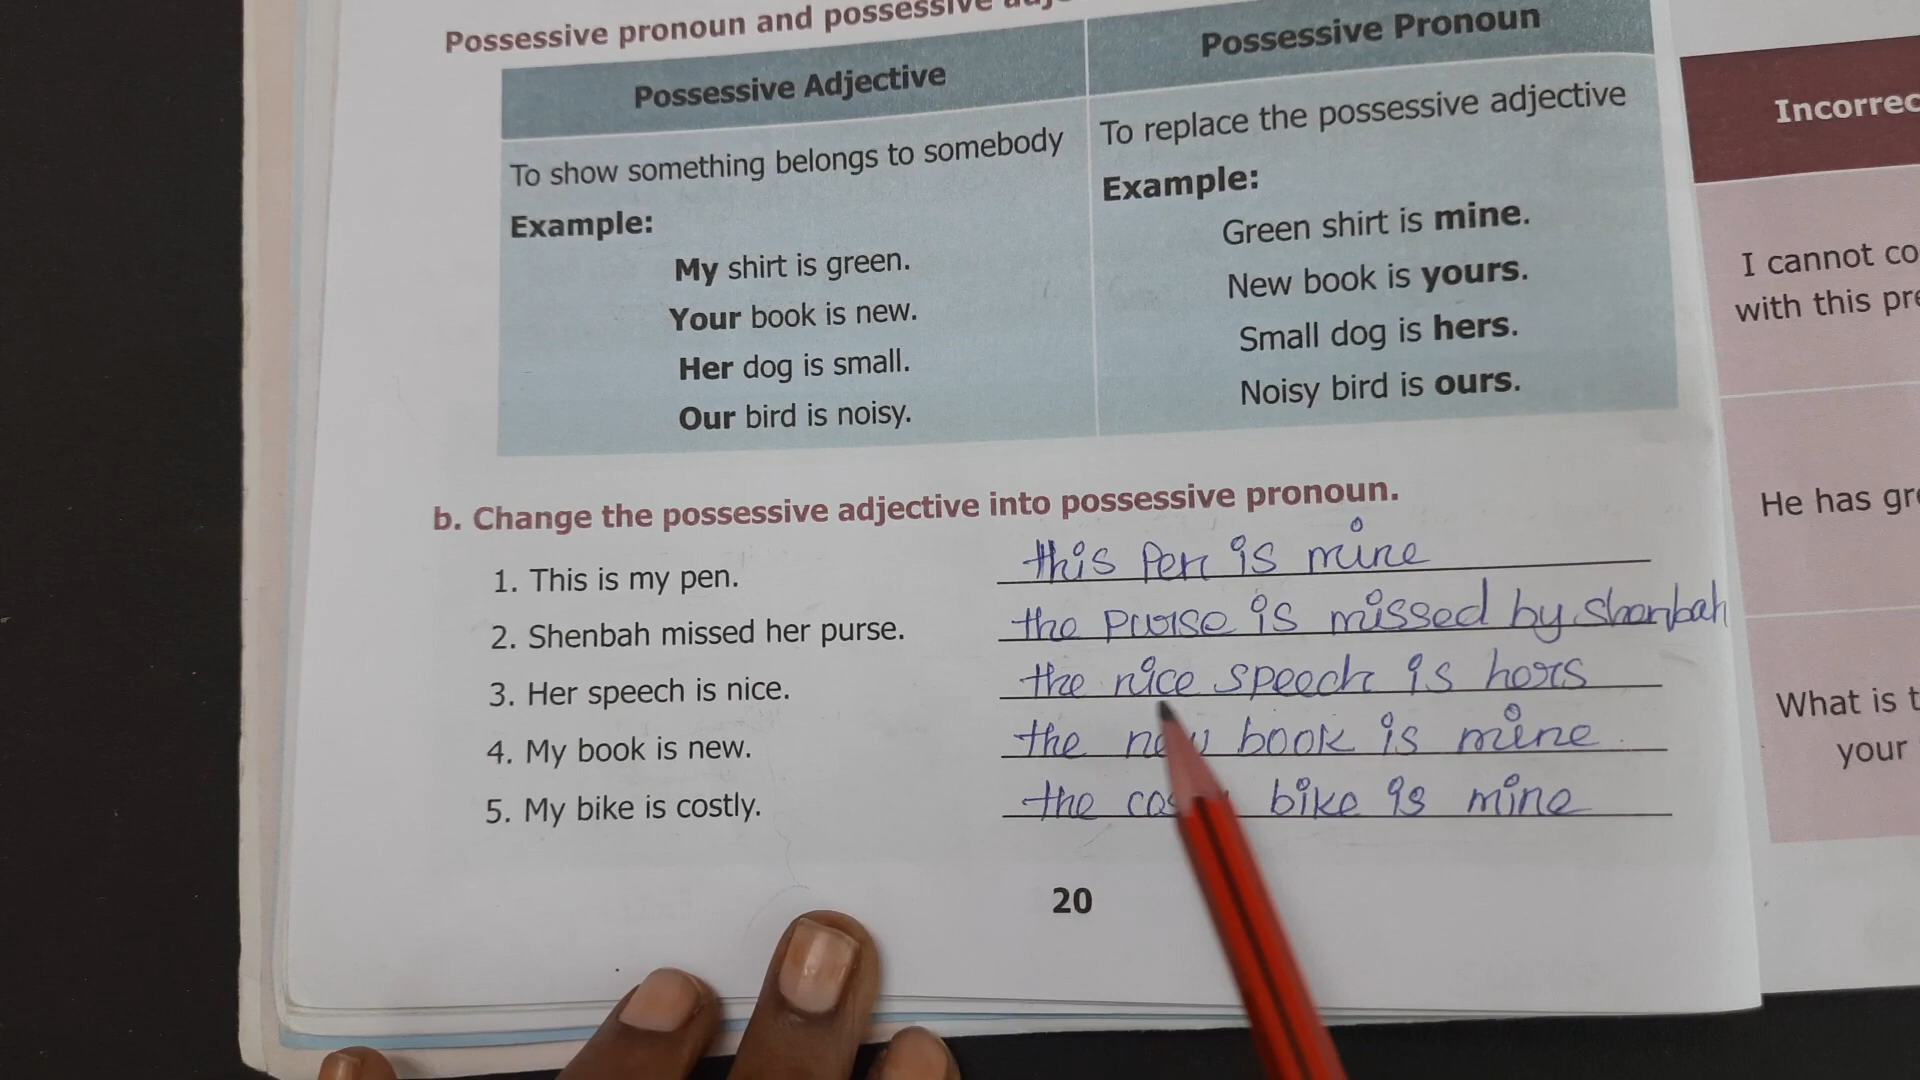 Possessive pronoun and possessive
Possessive Adjective
Possessive Pronoun
To show something belongs to somebody
Example:
My shirt is green.
Your book is new.
Her dog is small.
Our bird is noisy.
To replace the possessive adjective
Example:
Green shirt is mine.
New book is yours.
Small dog is hers.
Noisy bird is ours.
b. Change the possessive adjective into possessive pronoun.
1. This is my pen. this Pen is mine
2. Shenbah missed her purse. the purse is missed by Shenbah
3. Her speech is nice. the nice speech is hers
4. My book is new. the new book is mine
5. My bike is costly. the bike is mine
20
I cannot
with this
He has
What is
your